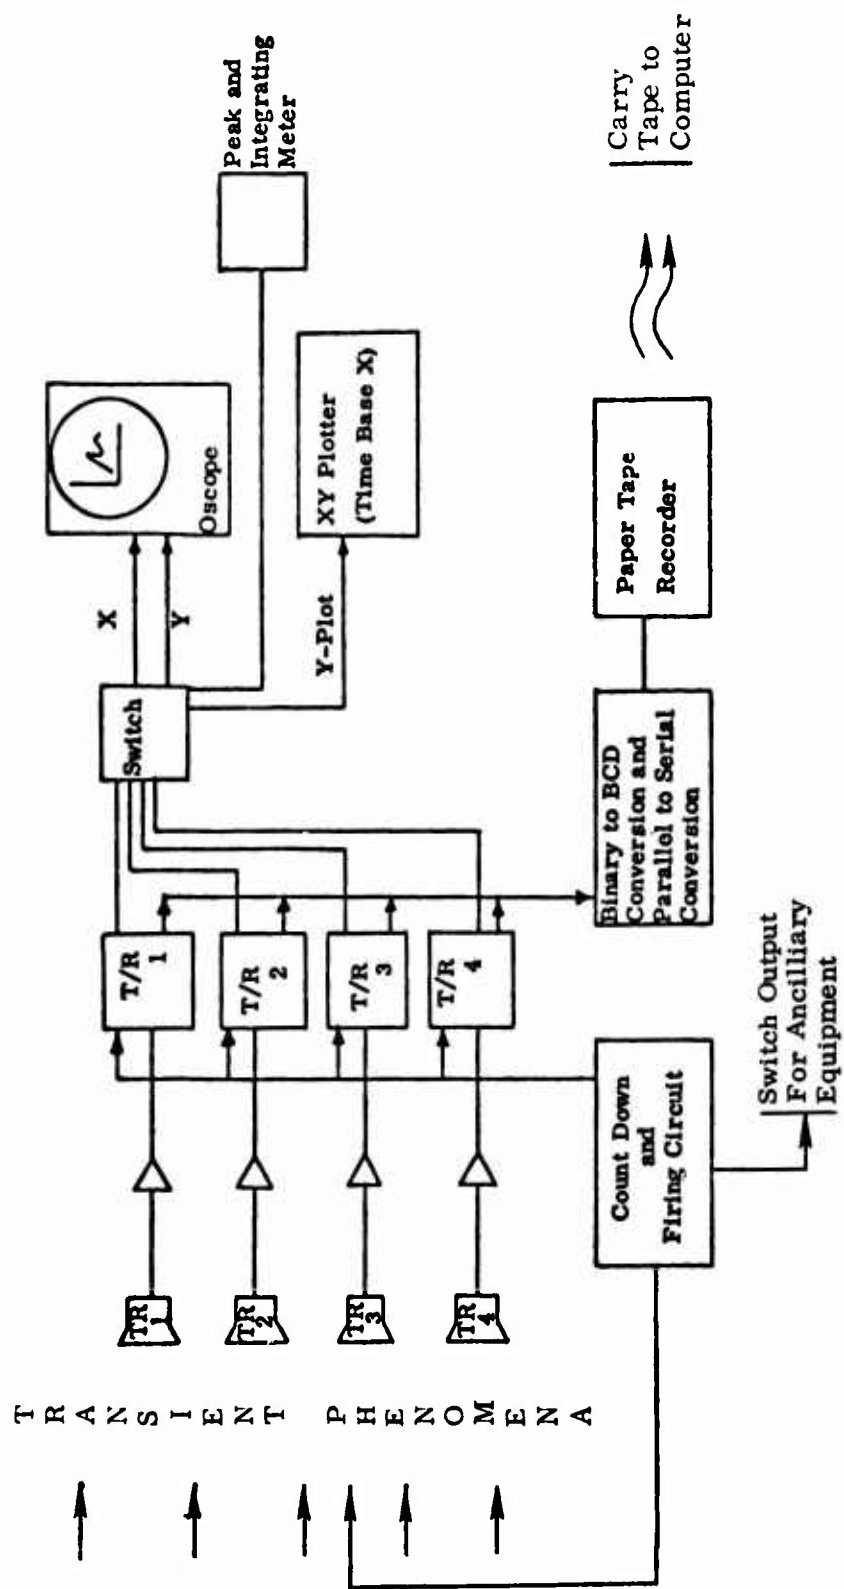 T R A N S I E N T P H E N O M E N A
TR
1
TR
2
TR
3
TR
4
T/R
1
T/R
2
T/R
3
T/R
4
Switch
X
Y
Oscope
Peak and
Integrating
Meter
Y-Plot
XY Plotter
(Time Base X)
Count Down
and
Firing Circuit
Switch Output
For Ancilliary
Equipment
Binary to BCD
Conversion and
Parallel to Serial
Conversion
Paper Tape
Recorder
Carry
Tape to
Computer